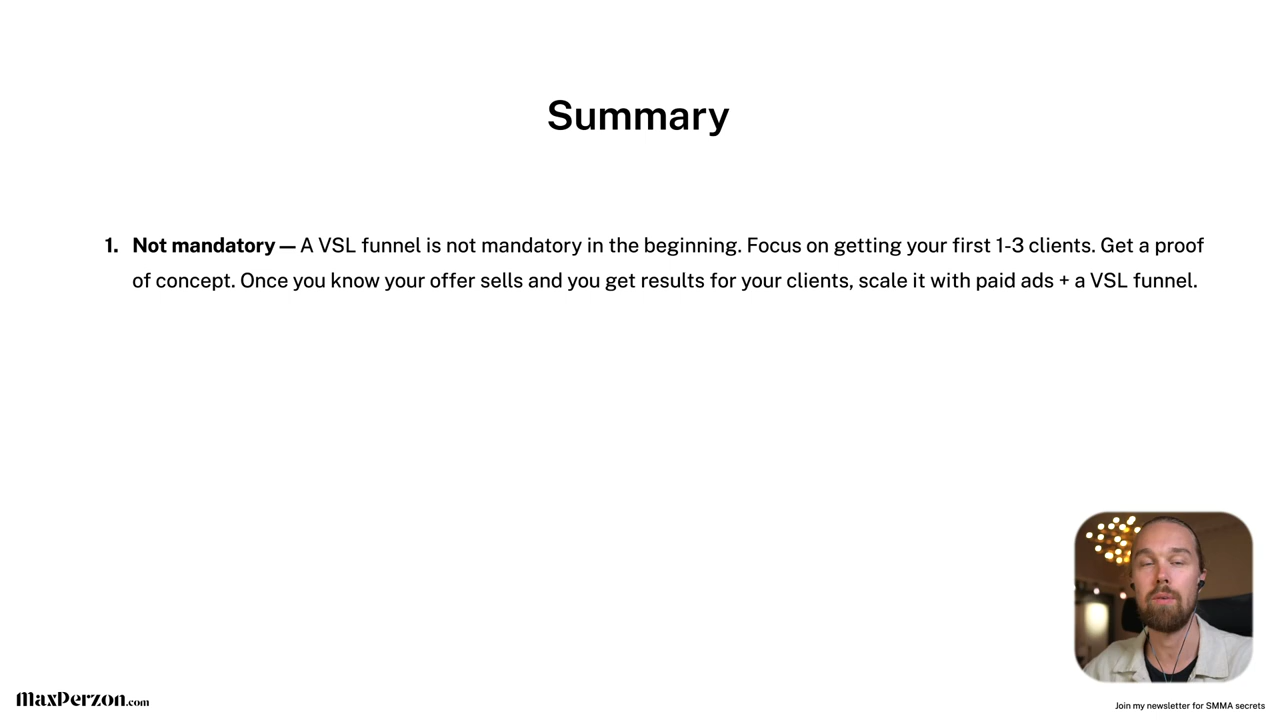 Summary
1. Not mandatory — A VSL funnel is not mandatory in the beginning. Focus on getting your first 1-3 clients. Get a proof
of concept. Once you know your offer sells and you get results for your clients, scale it with paid ads + a VSL funnel.
MaxPerzon.com
Join my newsletter for SMMA secrets